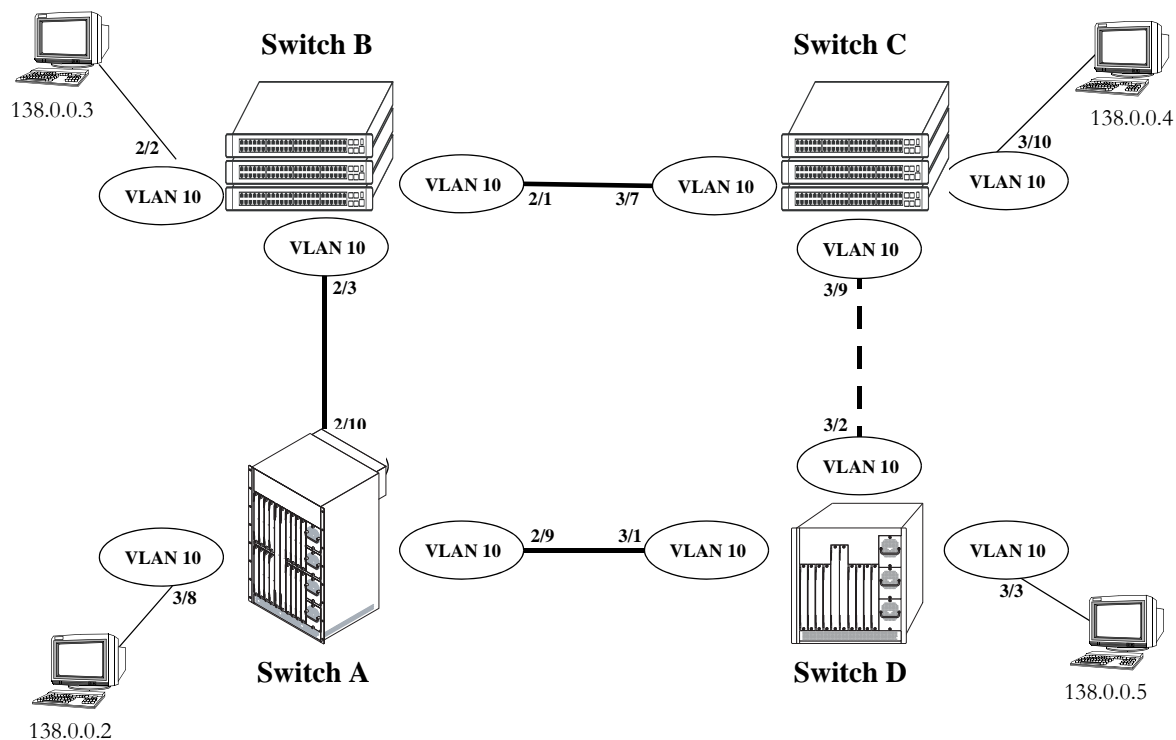 Switch B
Switch C
138.0.0.3
138.0.0.4
2/2
3/10
VLAN 10
VLAN 10
2/1
3/7
VLAN 10
VLAN 10
VLAN 10
2/3
VLAN 10
3/9
2/10
3/2
VLAN 10
VLAN 10
3/8
VLAN 10
2/9
3/1
VLAN 10
VLAN 10
3/3
Switch A
Switch D
138.0.0.2
138.0.0.5